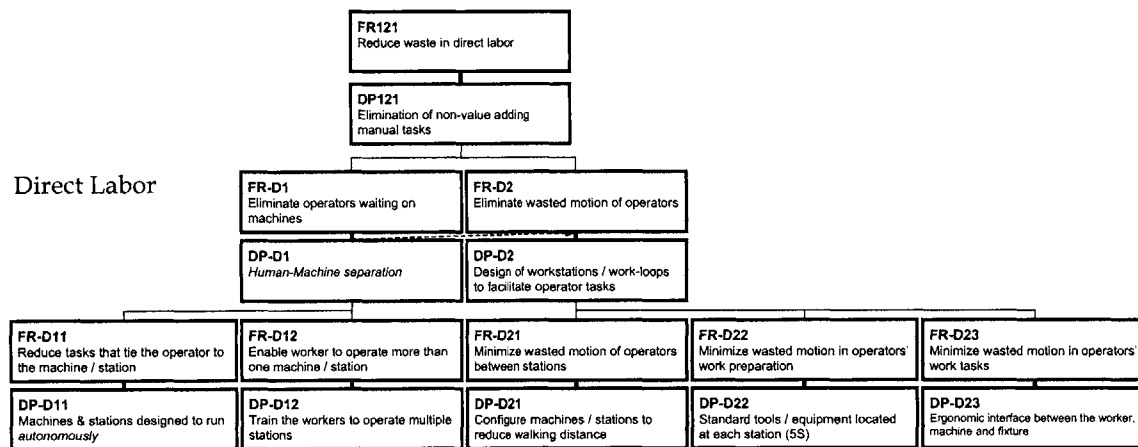 FR121
Reduce waste in direct labor
DP121
Elimination of non-value adding
manual tasks
Direct Labor
FR-D1
Eliminate operators waiting on
machines
FR-D2
Eliminate wasted motion of operators
DP-D1
Human-Machine separation
DP-D2
Design of workstations / work-loops
to facilitate operator tasks
FR-D11
Reduce tasks that tie the operator to
the machine / station
FR-D12
Enable worker to operate more than
one machine / station
FR-D21
Minimize wasted motion of operators
between stations
FR-D22
Minimize wasted motion in operators'
work preparation
FR-D23
Minimize wasted motion in operators'
work tasks
DP-D11
Machines & stations designed to run
autonomously
DP-D12
Train the workers to operate multiple
stations
DP-D21
Configure machines / stations to
reduce walking distance
DP-D22
Standard tools / equipment located
at each station (5S)
DP-D23
Ergonomic interface between the worker,
machine and fixture